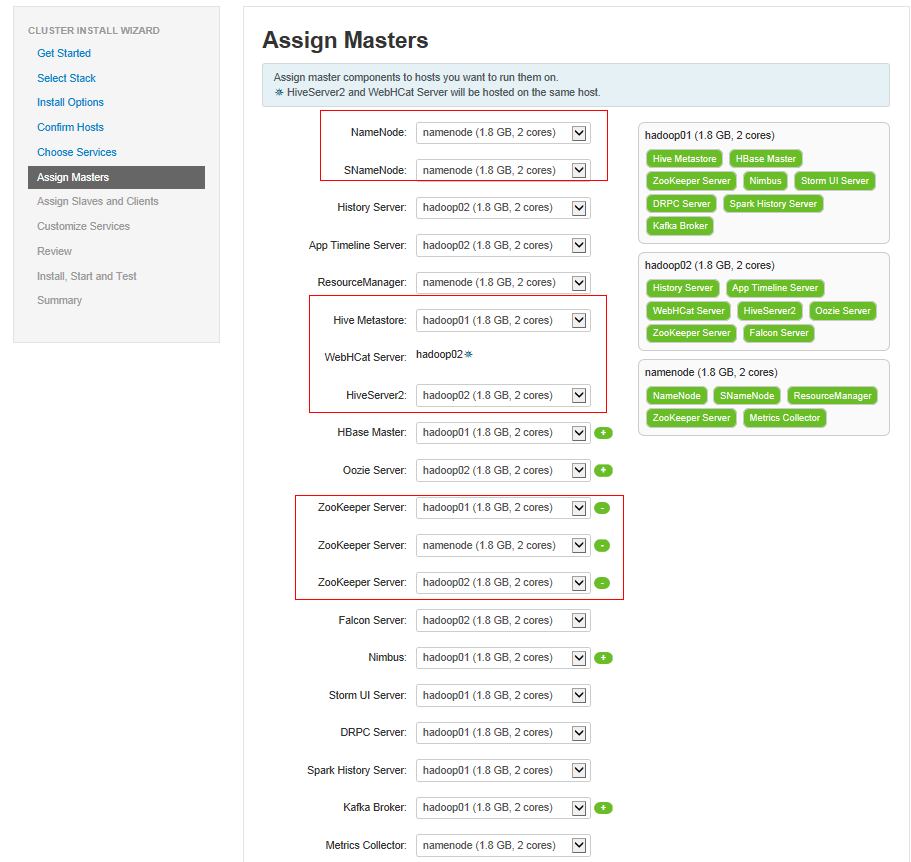 CLUSTER INSTALL WIZARD
Get Started
Select Stack
Install Options
Confirm Hosts
Choose Services
Assign Masters
Assign Slaves and Clients
Customize Services
Review
Install, Start and Test
Summary
Assign Masters
Assign master components to hosts you want to run them on.
✵ HiveServer2 and WebHCat Server will be hosted on the same host.
NameNode: namenode (1.8 GB, 2 cores)
SNameNode: namenode (1.8 GB, 2 cores)
History Server: hadoop02 (1.8 GB, 2 cores)
App Timeline Server: hadoop02 (1.8 GB, 2 cores)
ResourceManager: namenode (1.8 GB, 2 cores)
Hive Metastore: hadoop01 (1.8 GB, 2 cores)
WebHCat Server: hadoop02✵
HiveServer2: hadoop02 (1.8 GB, 2 cores)
HBase Master: hadoop01 (1.8 GB, 2 cores) +
Oozie Server: hadoop02 (1.8 GB, 2 cores) +
ZooKeeper Server: hadoop01 (1.8 GB, 2 cores) -
ZooKeeper Server: namenode (1.8 GB, 2 cores) -
ZooKeeper Server: hadoop02 (1.8 GB, 2 cores) -
Falcon Server: hadoop02 (1.8 GB, 2 cores)
Nimbus: hadoop01 (1.8 GB, 2 cores) +
Storm UI Server: hadoop01 (1.8 GB, 2 cores)
DRPC Server: hadoop01 (1.8 GB, 2 cores)
Spark History Server: hadoop01 (1.8 GB, 2 cores)
Kafka Broker: hadoop01 (1.8 GB, 2 cores) +
Metrics Collector: namenode (1.8 GB, 2 cores)
hadoop01 (1.8 GB, 2 cores)
Hive Metastore HBase Master
ZooKeeper Server Nimbus Storm UI Server
DRPC Server Spark History Server
Kafka Broker
hadoop02 (1.8 GB, 2 cores)
History Server App Timeline Server
WebHCat Server HiveServer2 Oozie Server
ZooKeeper Server Falcon Server
namenode (1.8 GB, 2 cores)
NameNode SNameNode ResourceManager
ZooKeeper Server Metrics Collector